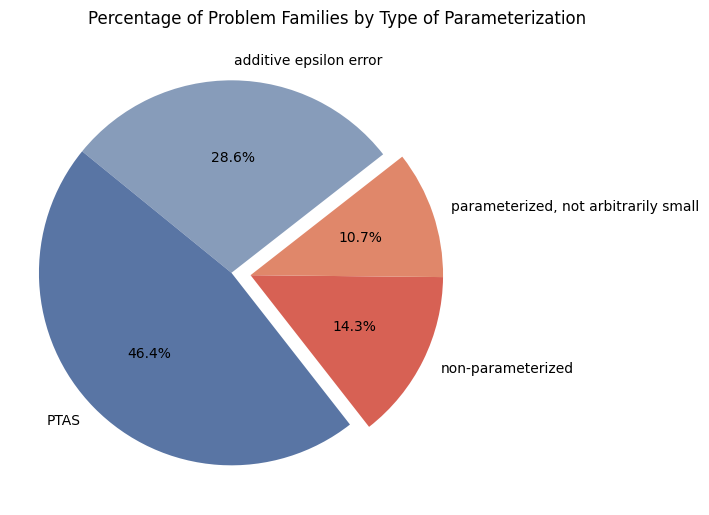 Percentage of Problem Families by Type of Parameterization
additive epsilon error
28.6%
parameterized, not arbitrarily small
10.7%
14.3%
46.4%
non-parameterized
PTAS